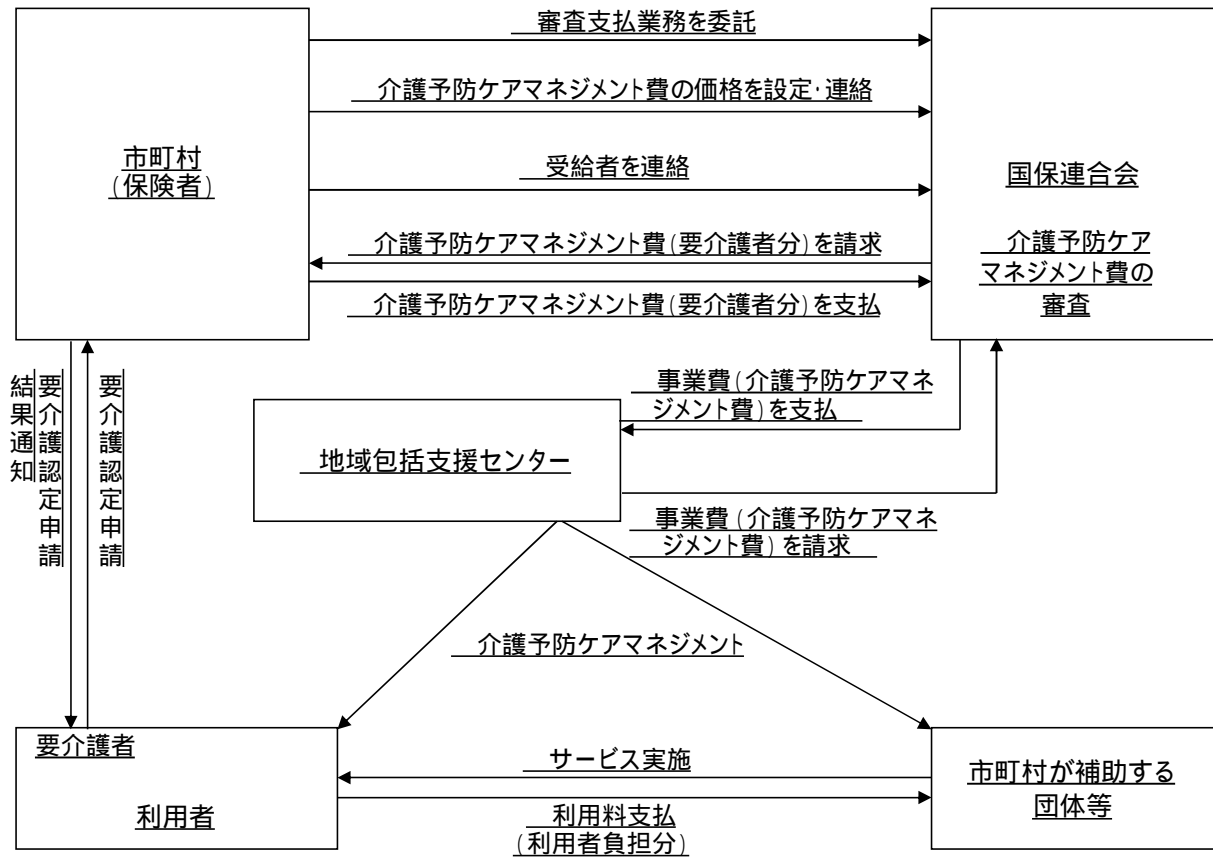 審査支払業務を委託
介護予防ケアマネジメント費の価格を設定・連絡
市町村
(保険者)
受給者を連絡
国保連合会
介護予防ケアマネジメント費(要介護者分)を請求
介護予防ケア
マネジメント費の
審査
介護予防ケアマネジメント費(要介護者分)を支払
要介護認定申請
結果通知
要介護認定申請
事業費(介護予防ケアマネ
ジメント費)を支払
地域包括支援センター
事業費(介護予防ケアマネ
ジメント費)を請求
介護予防ケアマネジメント
要介護者
利用者
サービス実施
利用料支払
(利用者負担分)
市町村が補助する
団体等